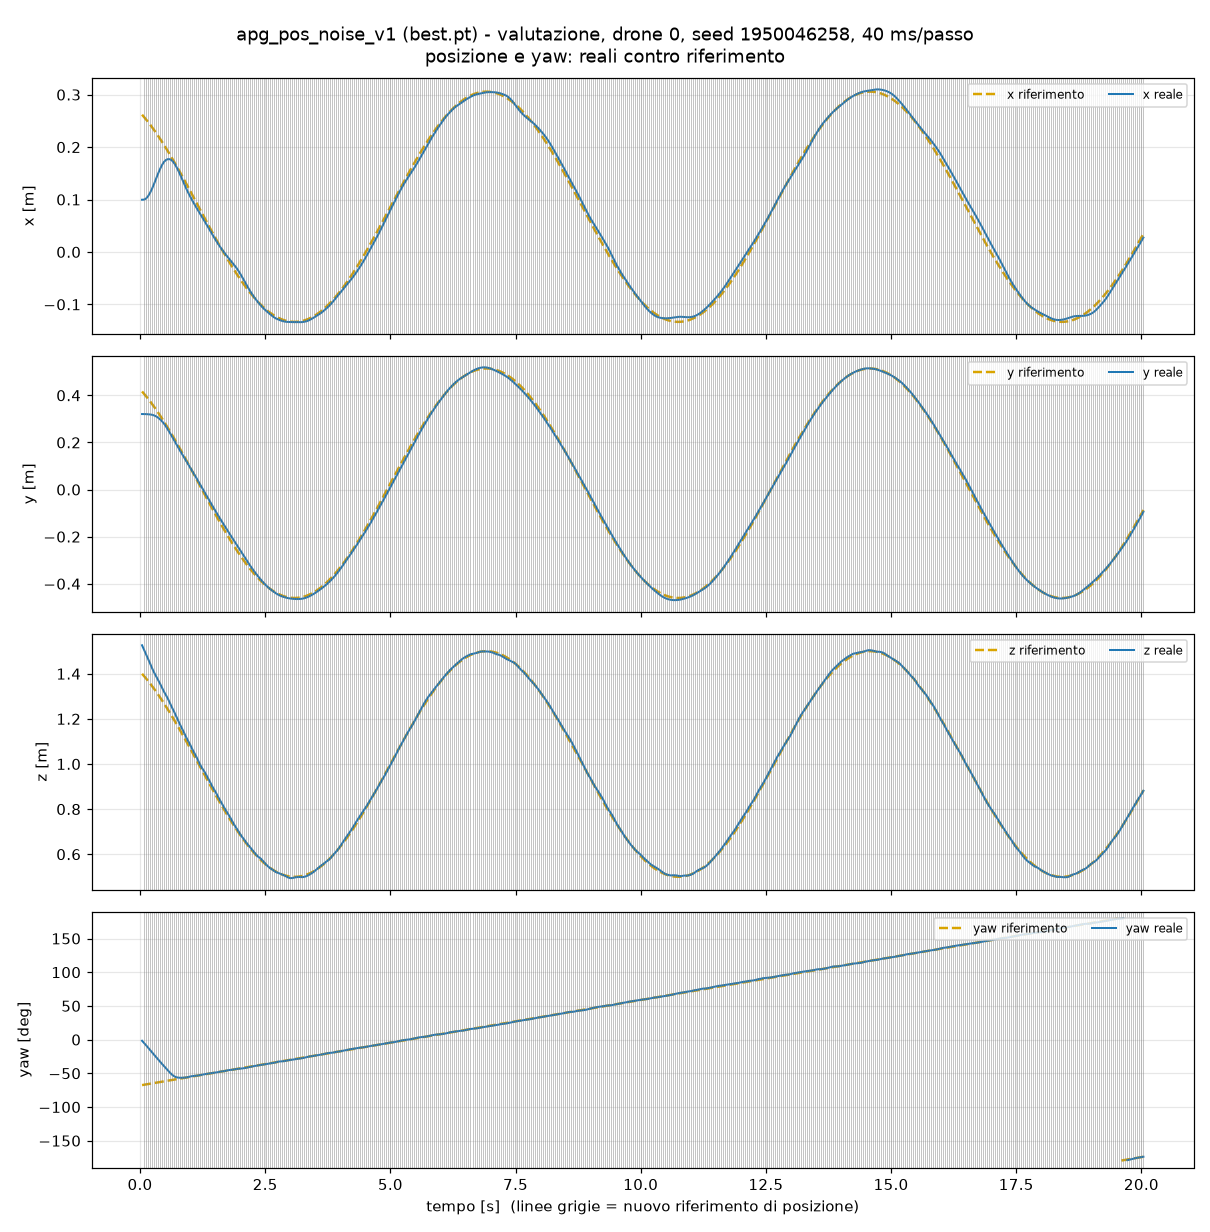 apg_pos_noise_v1 (best.pt) - valutazione, drone 0, seed 1950046258, 40 ms/passo
posizione e yaw: reali contro riferimento
x riferimento x reale
0.3
0.2
0.1
0.0
−0.1
x [m]
y riferimento y reale
0.4
0.2
0.0
−0.2
−0.4
y [m]
z riferimento z reale
1.4
1.2
1.0
0.8
0.6
z [m]
yaw riferimento yaw reale
150
100
50
0
−50
−100
−150
yaw [deg]
0.0 2.5 5.0 7.5 10.0 12.5 15.0 17.5 20.0
tempo [s] (linee grigie = nuovo riferimento di posizione)